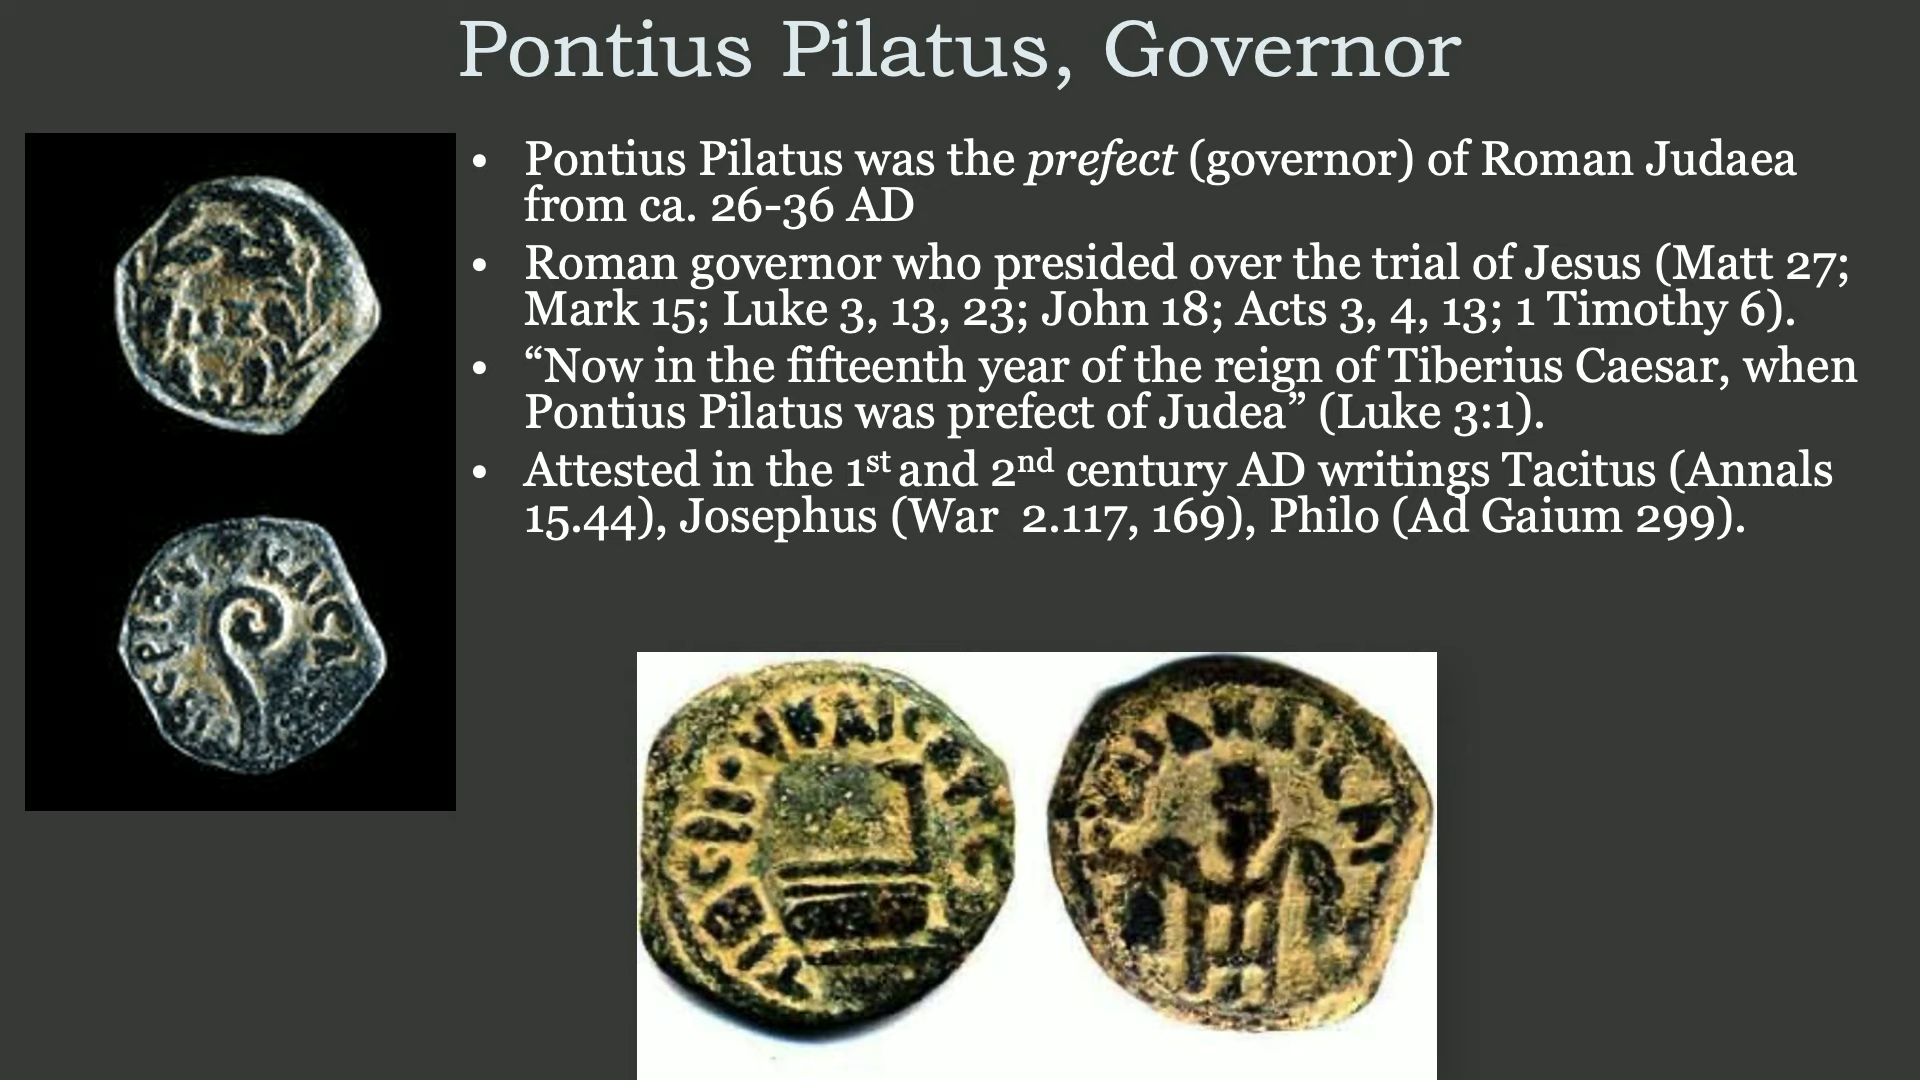 Pontius Pilatus, Governor
• Pontius Pilatus was the prefect (governor) of Roman Judaea
from ca. 26-36 AD
• Roman governor who presided over the trial of Jesus (Matt 27;
Mark 15; Luke 3, 13, 23; John 18; Acts 3, 4, 13; 1 Timothy 6).
• “Now in the fifteenth year of the reign of Tiberius Caesar, when
Pontius Pilatus was prefect of Judea” (Luke 3:1).
• Attested in the 1st and 2nd century AD writings Tacitus (Annals
15.44), Josephus (War 2.117, 169), Philo (Ad Gaium 299).